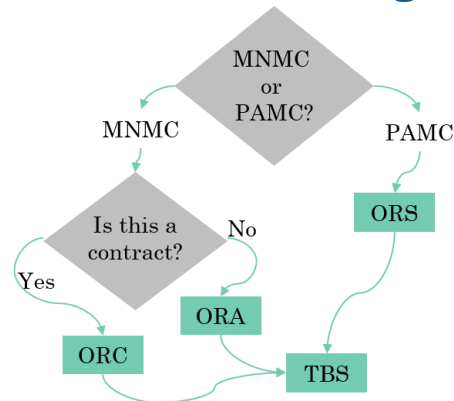 MNMC
or
PAMC?
MNMC
PAMC
Is this a
contract?
No
ORS
Yes
ORA
ORC
TBS